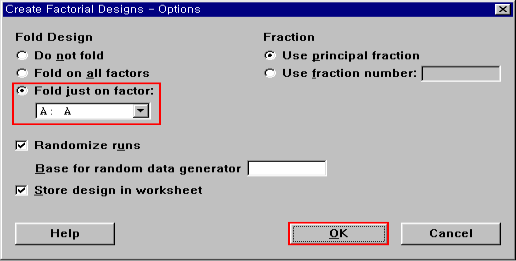 Create Factorial Designs - Options
Fold Design
Do not fold
Fold on all factors
Fold just on factor:
A: A
Fraction
Use principal fraction
Use fraction number:
Randomize runs
Base for random data generator
Store design in worksheet
Help
OK
Cancel